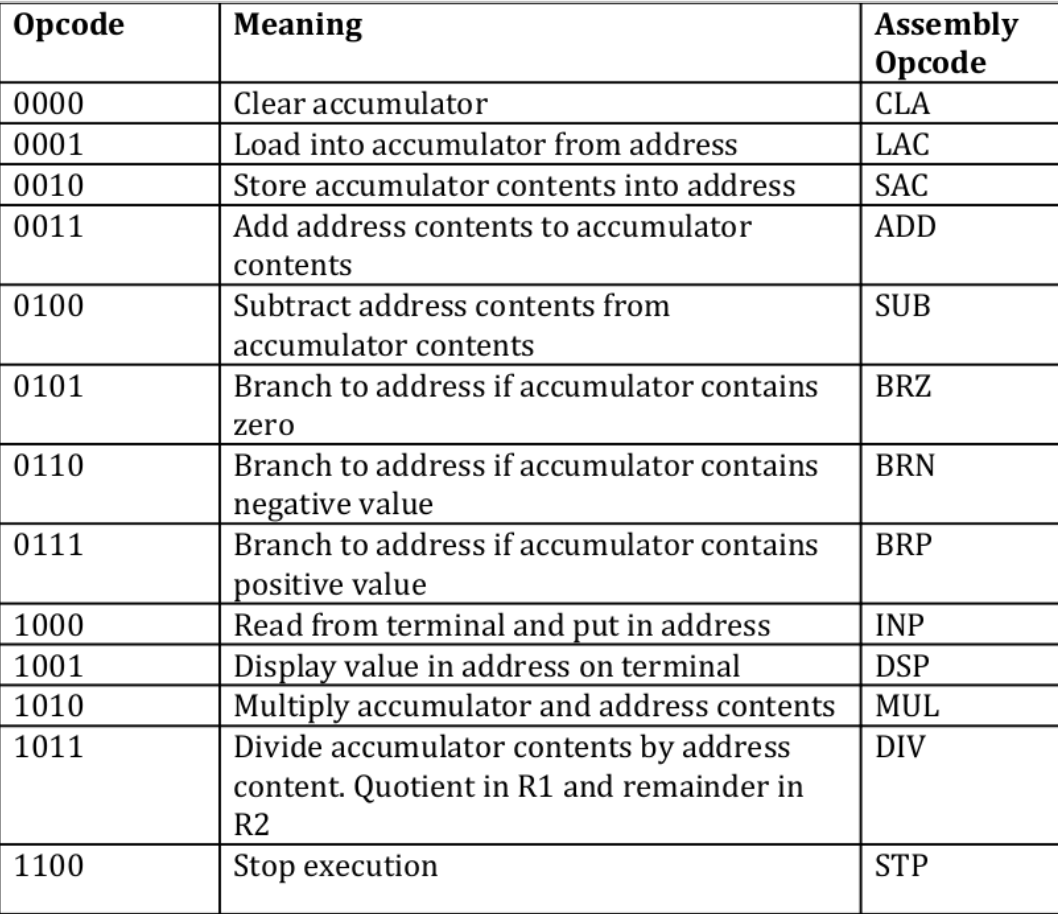 Opcode Meaning Assembly
Opcode
0000 Clear accumulator CLA
0001 Load into accumulator from address LAC
0010 Store accumulator contents into address SAC
0011 Add address contents to accumulator ADD
contents
0100 Subtract address contents from SUB
accumulator contents
0101 Branch to address if accumulator contains BRZ
zero
0110 Branch to address if accumulator contains BRN
negative value
0111 Branch to address if accumulator contains BRP
positive value
1000 Read from terminal and put in address INP
1001 Display value in address on terminal DSP
1010 Multiply accumulator and address contents MUL
1011 Divide accumulator contents by address DIV
content. Quotient in R1 and remainder in
R2
1100 Stop execution STP